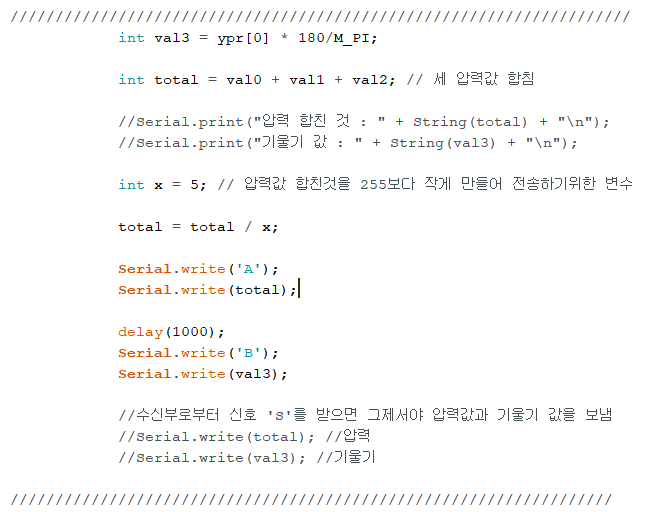 /////////////////////////////////////////////////////////////////////
int val3 = ypr[0] * 180/M_PI;
int total = val0 + val1 + val2; // 세 압력값 합침
//Serial.print("압력 합친 것 : " + String(total) + "\n");
//Serial.print("기울기 값 : " + String(val3) + "\n");
int x = 5; // 압력값 합친것을 255보다 작게 만들어 전송하기위한 변수
total = total / x;
Serial.write('A');
Serial.write(total);
delay(1000);
Serial.write('B');
Serial.write(val3);
//수신부로부터 신호 'S'를 받으면 그제서야 압력값과 기울기 값을 보냄
//Serial.write(total); //압력
//Serial.write(val3); //기울기
///////////////////////////////////////////////////////////////////